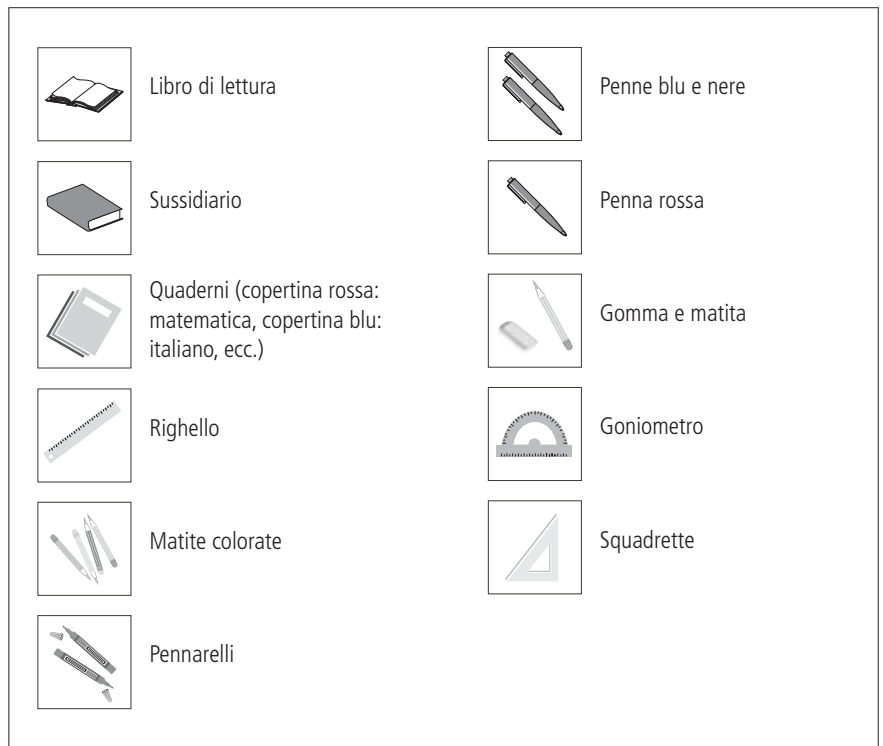 Libro di lettura
Sussidiario
Quaderni (copertina rossa:
matematica, copertina blu:
italiano, ecc.)
Righello
Matite colorate
Pennarelli
Penne blu e nere
Penna rossa
Gomma e matita
Goniometro
Squadrette